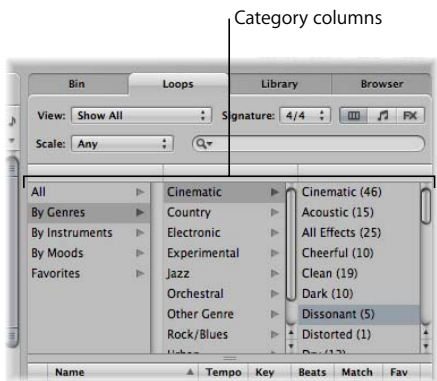 Category columns
Bin Loops Library Browser
View: Show All Signature: 4/4 FX
Scale: Any
All Cinematic Cinematic (46)
By Genres Country Acoustic (15)
By Instruments Electronic All Effects (25)
By Moods Experimental Cheerful (10)
Favorites Jazz Clean (19)
Orchestral Dark (10)
Other Genre Dissonant (5)
Rock/Blues Distorted (1)
Name Tempo Key Beats Match Fav